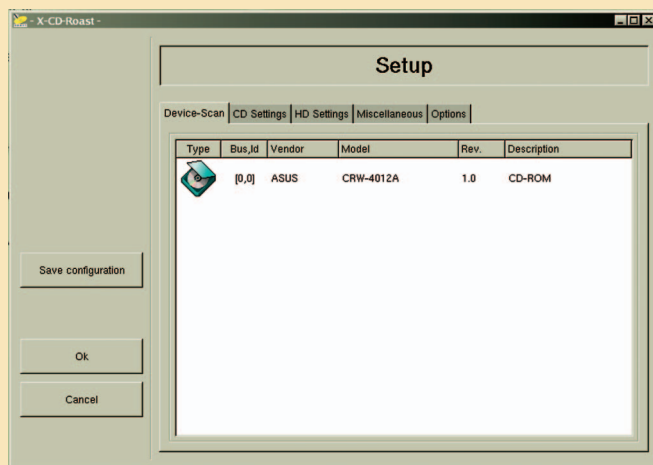 - X-CD-Roast -
Setup
Device-Scan CD Settings HD Settings Miscellaneous Options
Type Bus,Id Vendor Model Rev. Description
[0,0] ASUS CRW-4012A 1.0 CD-ROM
Save configuration
Ok
Cancel